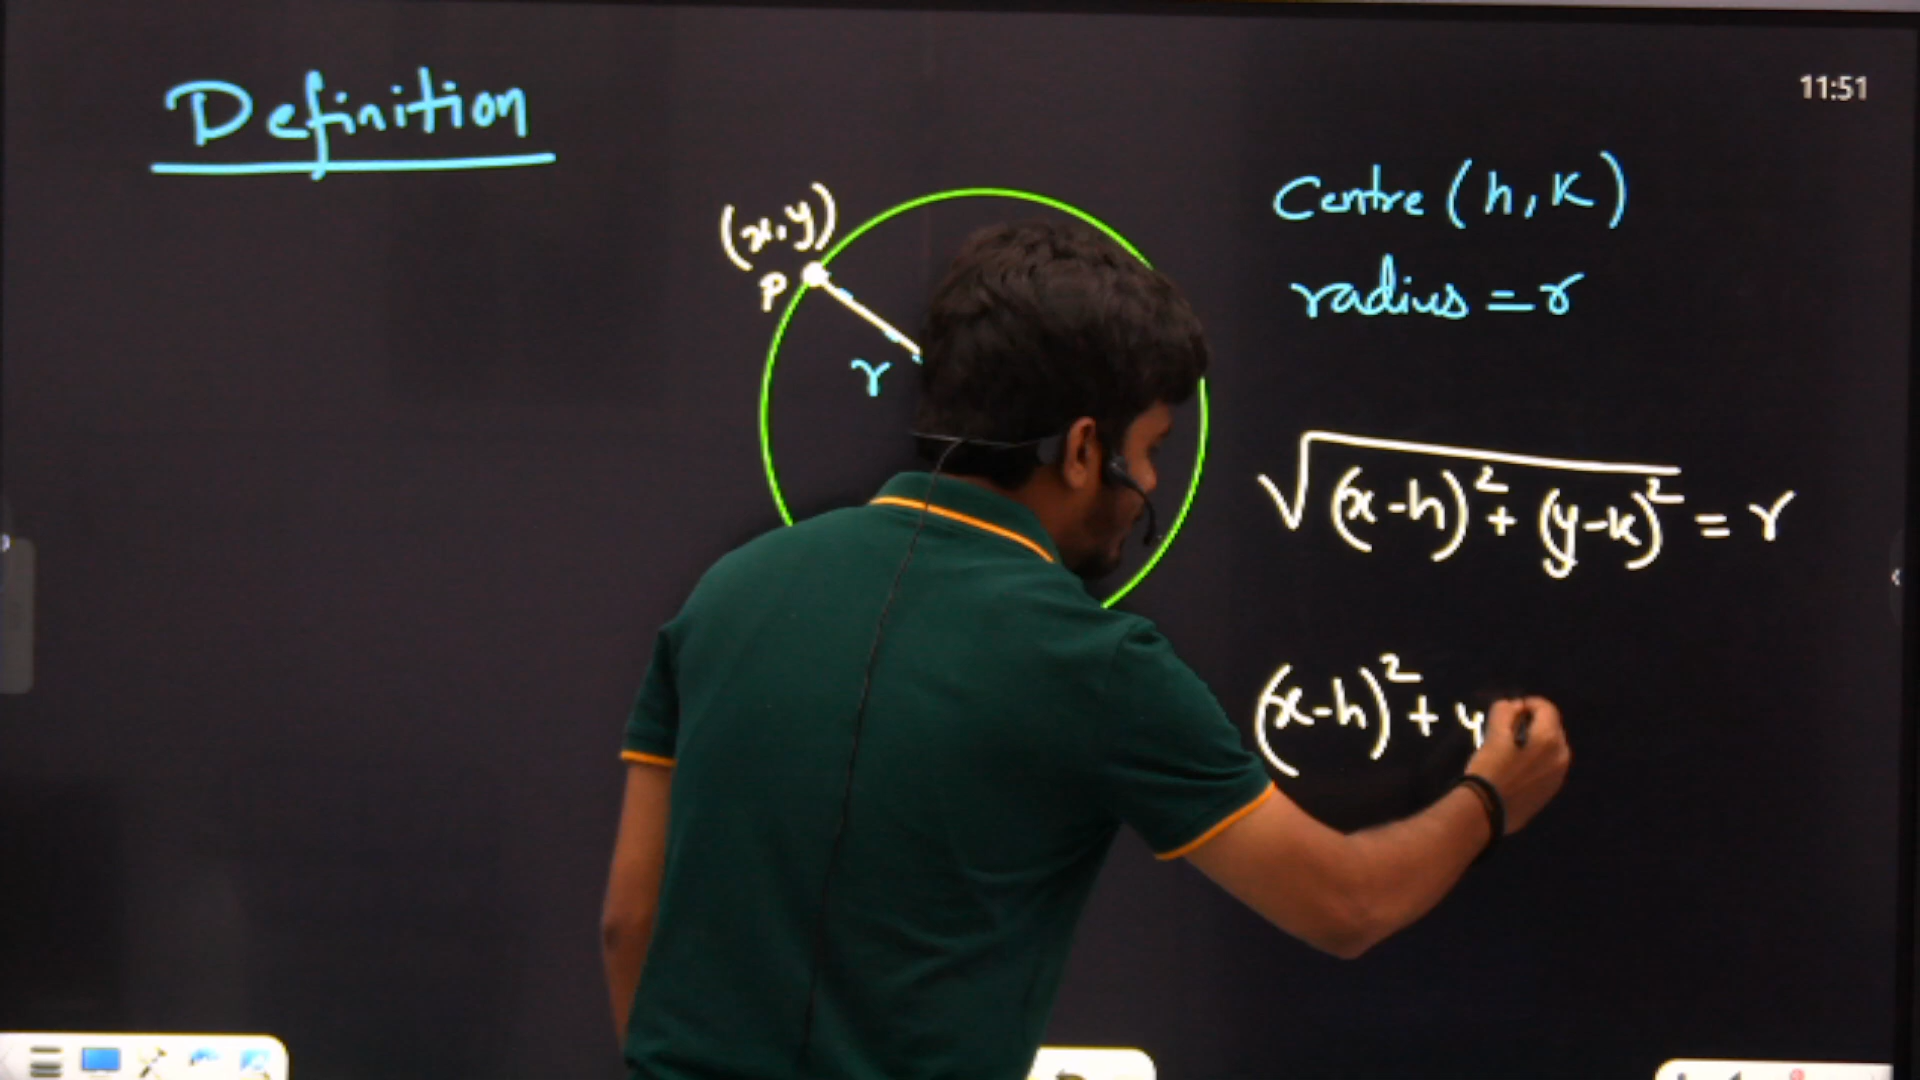 Definition
11:51
Centre (h, k)
(x, y)
P
radius = r
r
√(x-h)² + (y-k)² = r
(x-h)² + y